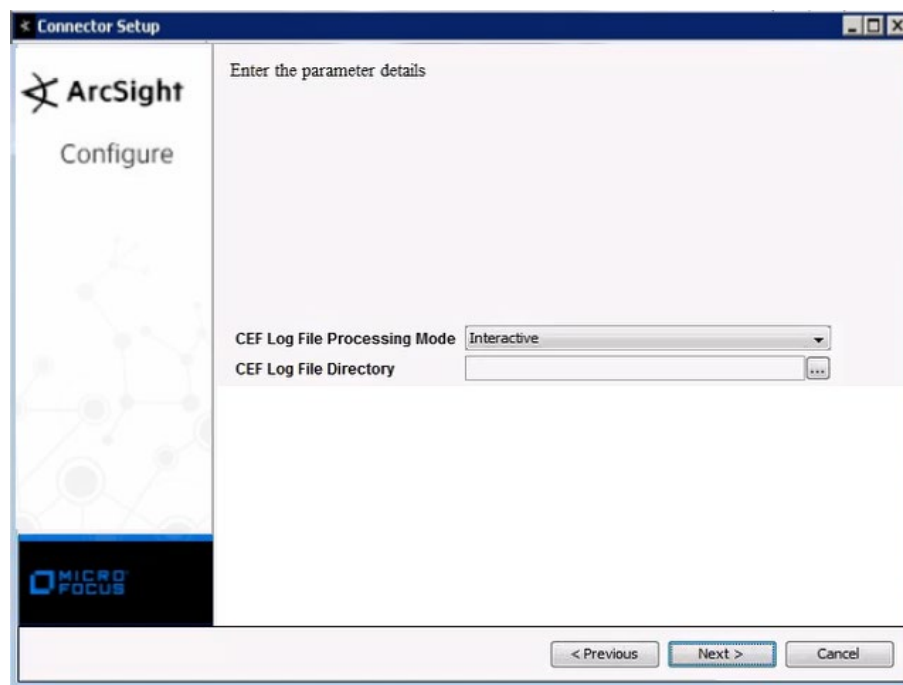 Connector Setup
ArcSight
Configure
Enter the parameter details
CEF Log File Processing Mode Interactive
CEF Log File Directory ...
MICRO
FOCUS
< Previous Next > Cancel